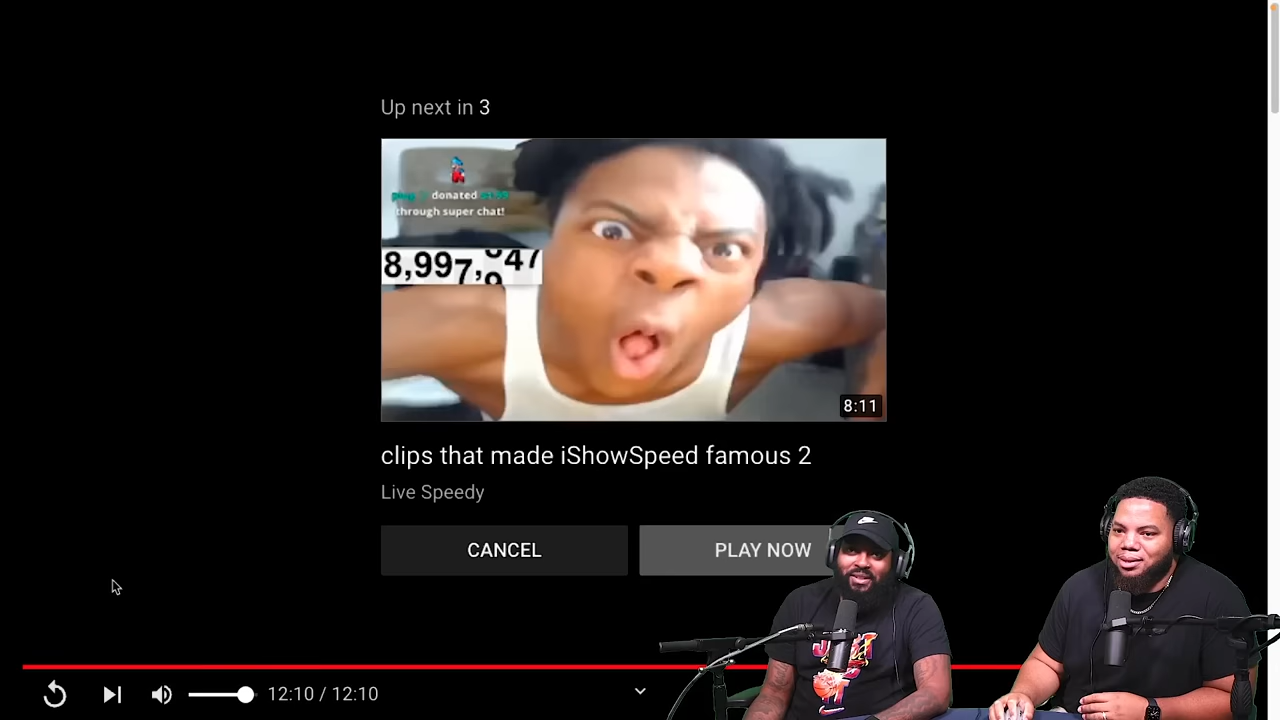 Up next in 3
donated
through super chat!
8,997,
47
8:11
clips that made iShowSpeed famous 2
Live Speedy
CANCEL
PLAY NOW
12:10 / 12:10